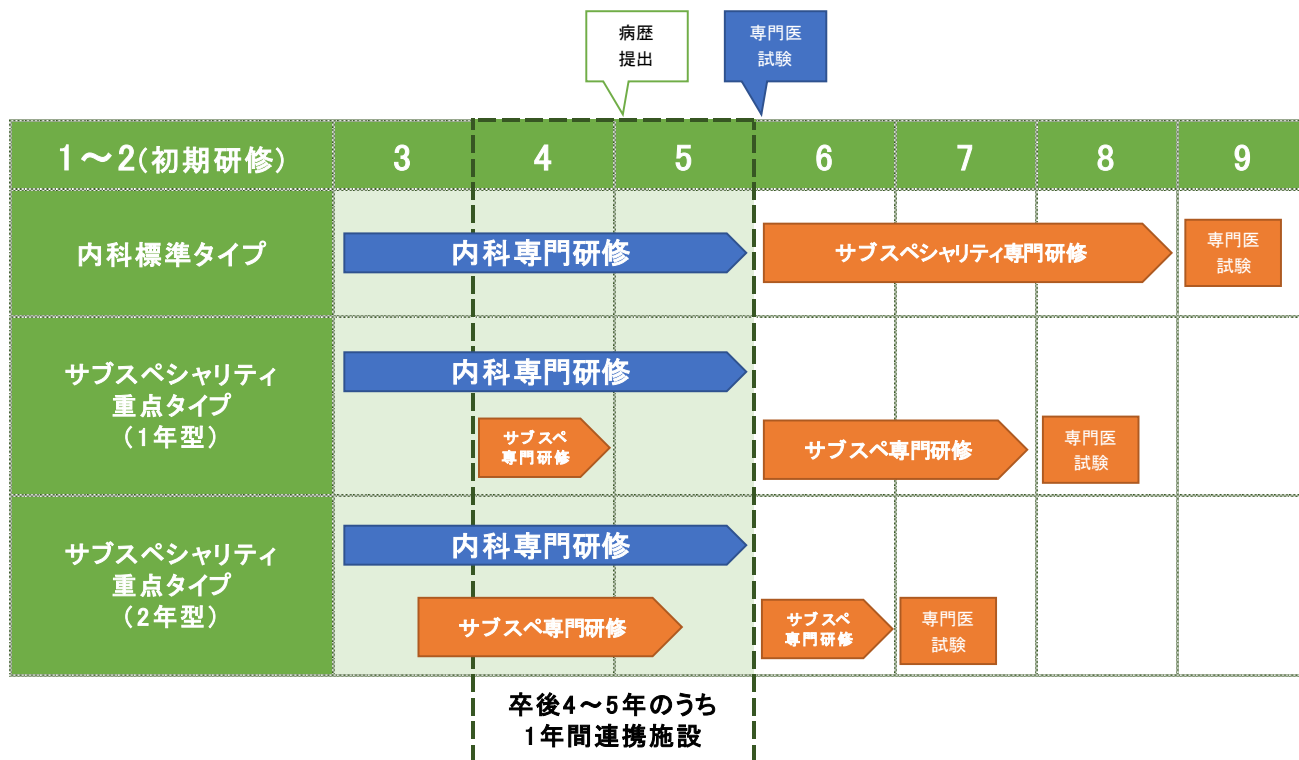 病歴
提出
専門医
試験
1～2（初期研修）
3
4
5
6
7
8
9
内科標準タイプ
内科専門研修
サブスペシャリティ専門研修
専門医
試験
サブスペシャリティ
重点タイプ
（1年型）
内科専門研修
サブスペ
専門研修
サブスペ専門研修
専門医
試験
サブスペシャリティ
重点タイプ
（2年型）
内科専門研修
サブスペ専門研修
サブスペ
専門研修
専門医
試験
卒後4～5年のうち
1年間連携施設